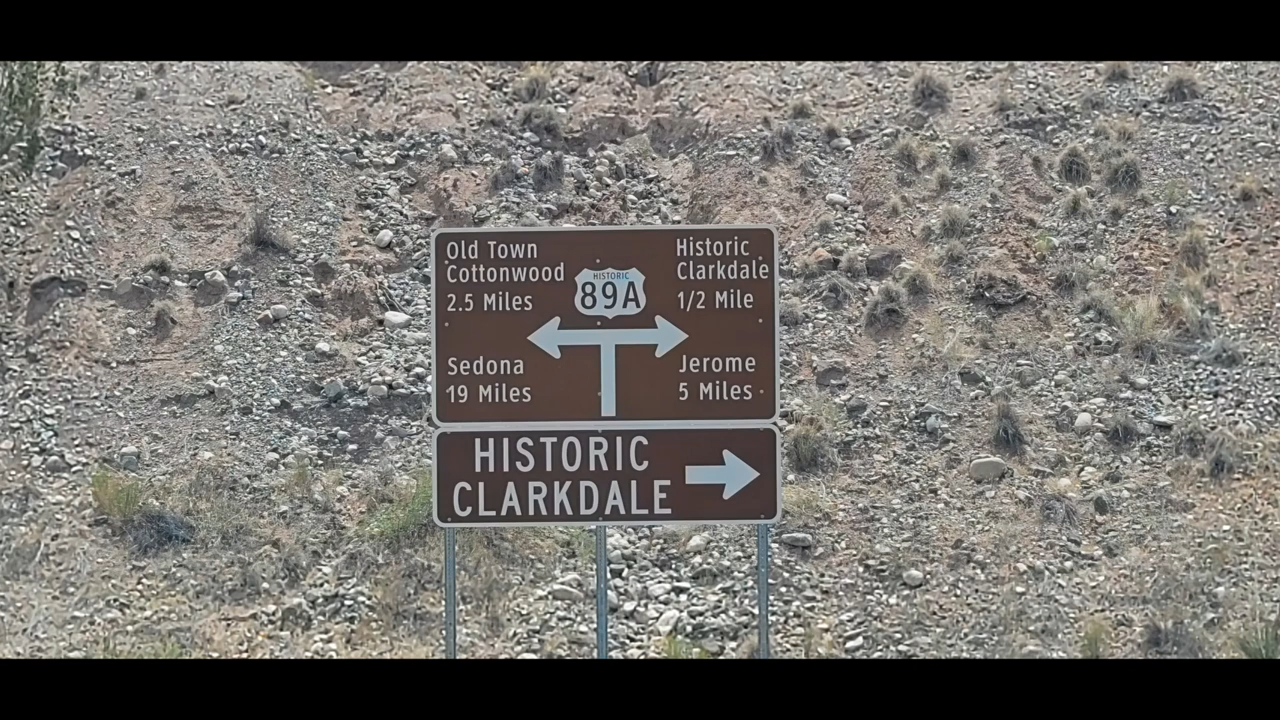 Old Town
Cottonwood
2.5 Miles
HISTORIC
89A
Historic
Clarkdale
1/2 Mile
Sedona
19 Miles
Jerome
5 Miles
HISTORIC
CLARKDALE